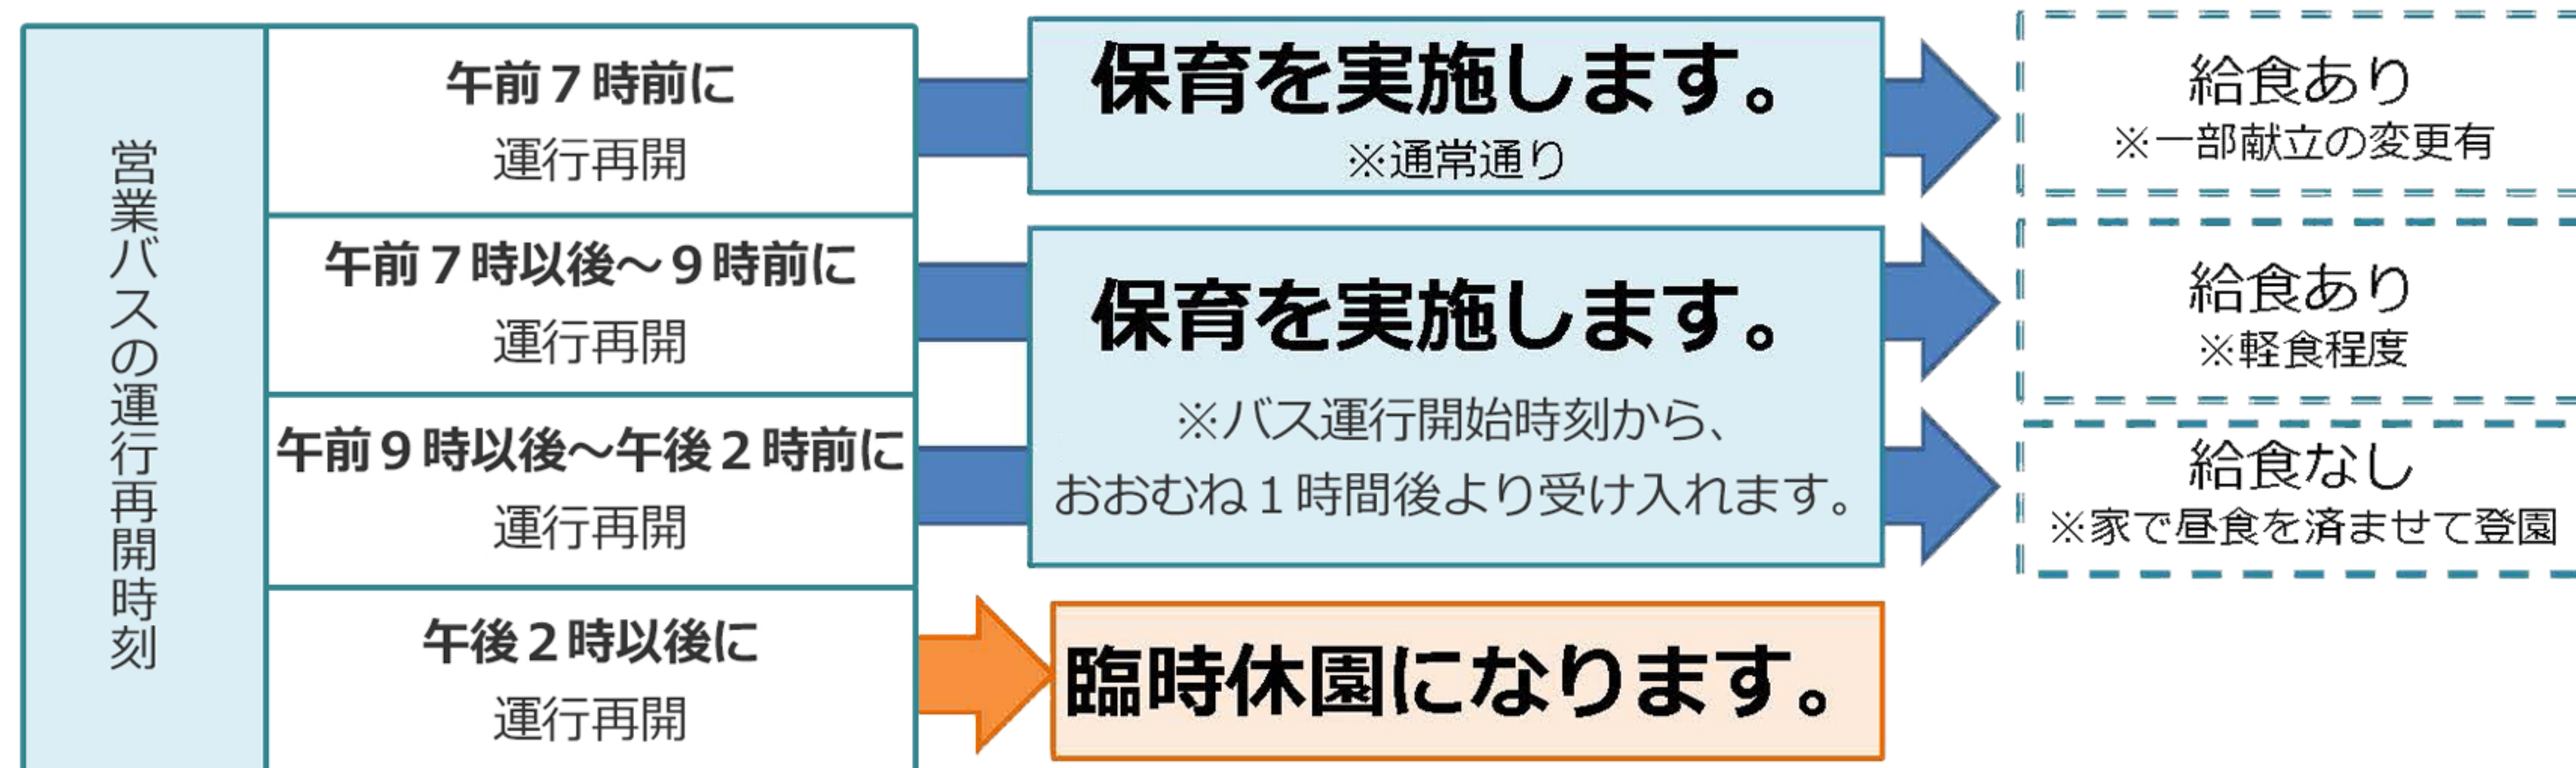 営業バスの運行再開時刻
午前７時前に
運行再開
保育を実施します。
※通常通り
給食あり
※一部献立の変更有
午前７時以後～９時前に
運行再開
午前９時以後～午後２時前に
運行再開
保育を実施します。
※バス運行開始時刻から、
おおむね１時間後より受け入れます。
給食あり
※軽食程度
給食なし
※家で昼食を済ませて登園
午後２時以後に
運行再開
臨時休園になります。